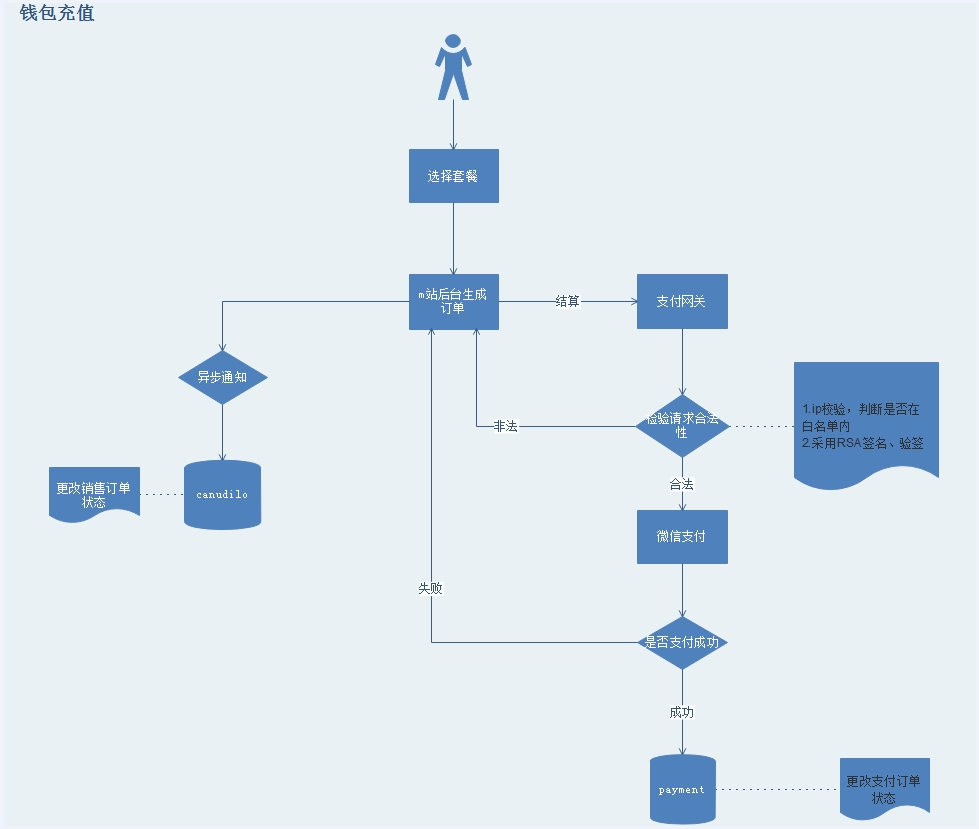 钱包充值
选择套餐
m站后台生成
订单
结算
支付网关
异步通知
非法
检验请求合法
性
1.ip校验，判断是否在
白名单内
2.采用RSA签名、验签
合法
更改销售订单
状态
canudilo
微信支付
失败
是否支付成功
成功
payment
更改支付订单
状态